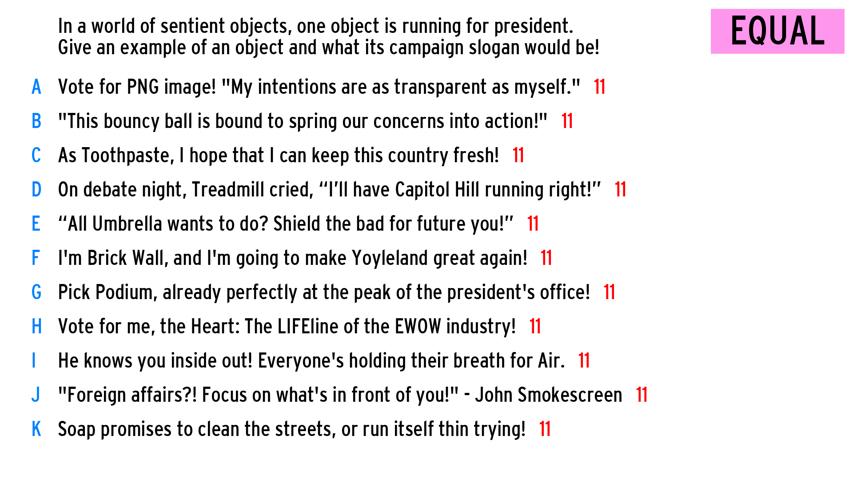 In a world of sentient objects, one object is running for president.
Give an example of an object and what its campaign slogan would be!
EQUAL
A Vote for PNG image! "My intentions are as transparent as myself." 11
B "This bouncy ball is bound to spring our concerns into action!" 11
C As Toothpaste, I hope that I can keep this country fresh! 11
D On debate night, Treadmill cried, “I’ll have Capitol Hill running right!” 11
E “All Umbrella wants to do? Shield the bad for future you!” 11
F I'm Brick Wall, and I'm going to make Yoyleland great again! 11
G Pick Podium, already perfectly at the peak of the president's office! 11
H Vote for me, the Heart: The LIFEline of the EWOW industry! 11
I He knows you inside out! Everyone's holding their breath for Air. 11
J "Foreign affairs?! Focus on what's in front of you!" - John Smokescreen 11
K Soap promises to clean the streets, or run itself thin trying! 11